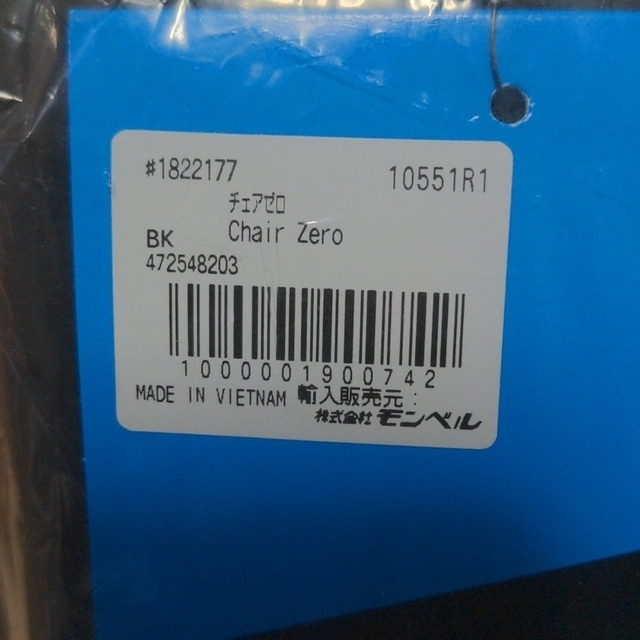 #1822177 10551R1
チェアゼロ
BK Chair Zero
472548203
1000001900742
MADE IN VIETNAM 輸入販売元:
株式会社 モンベル